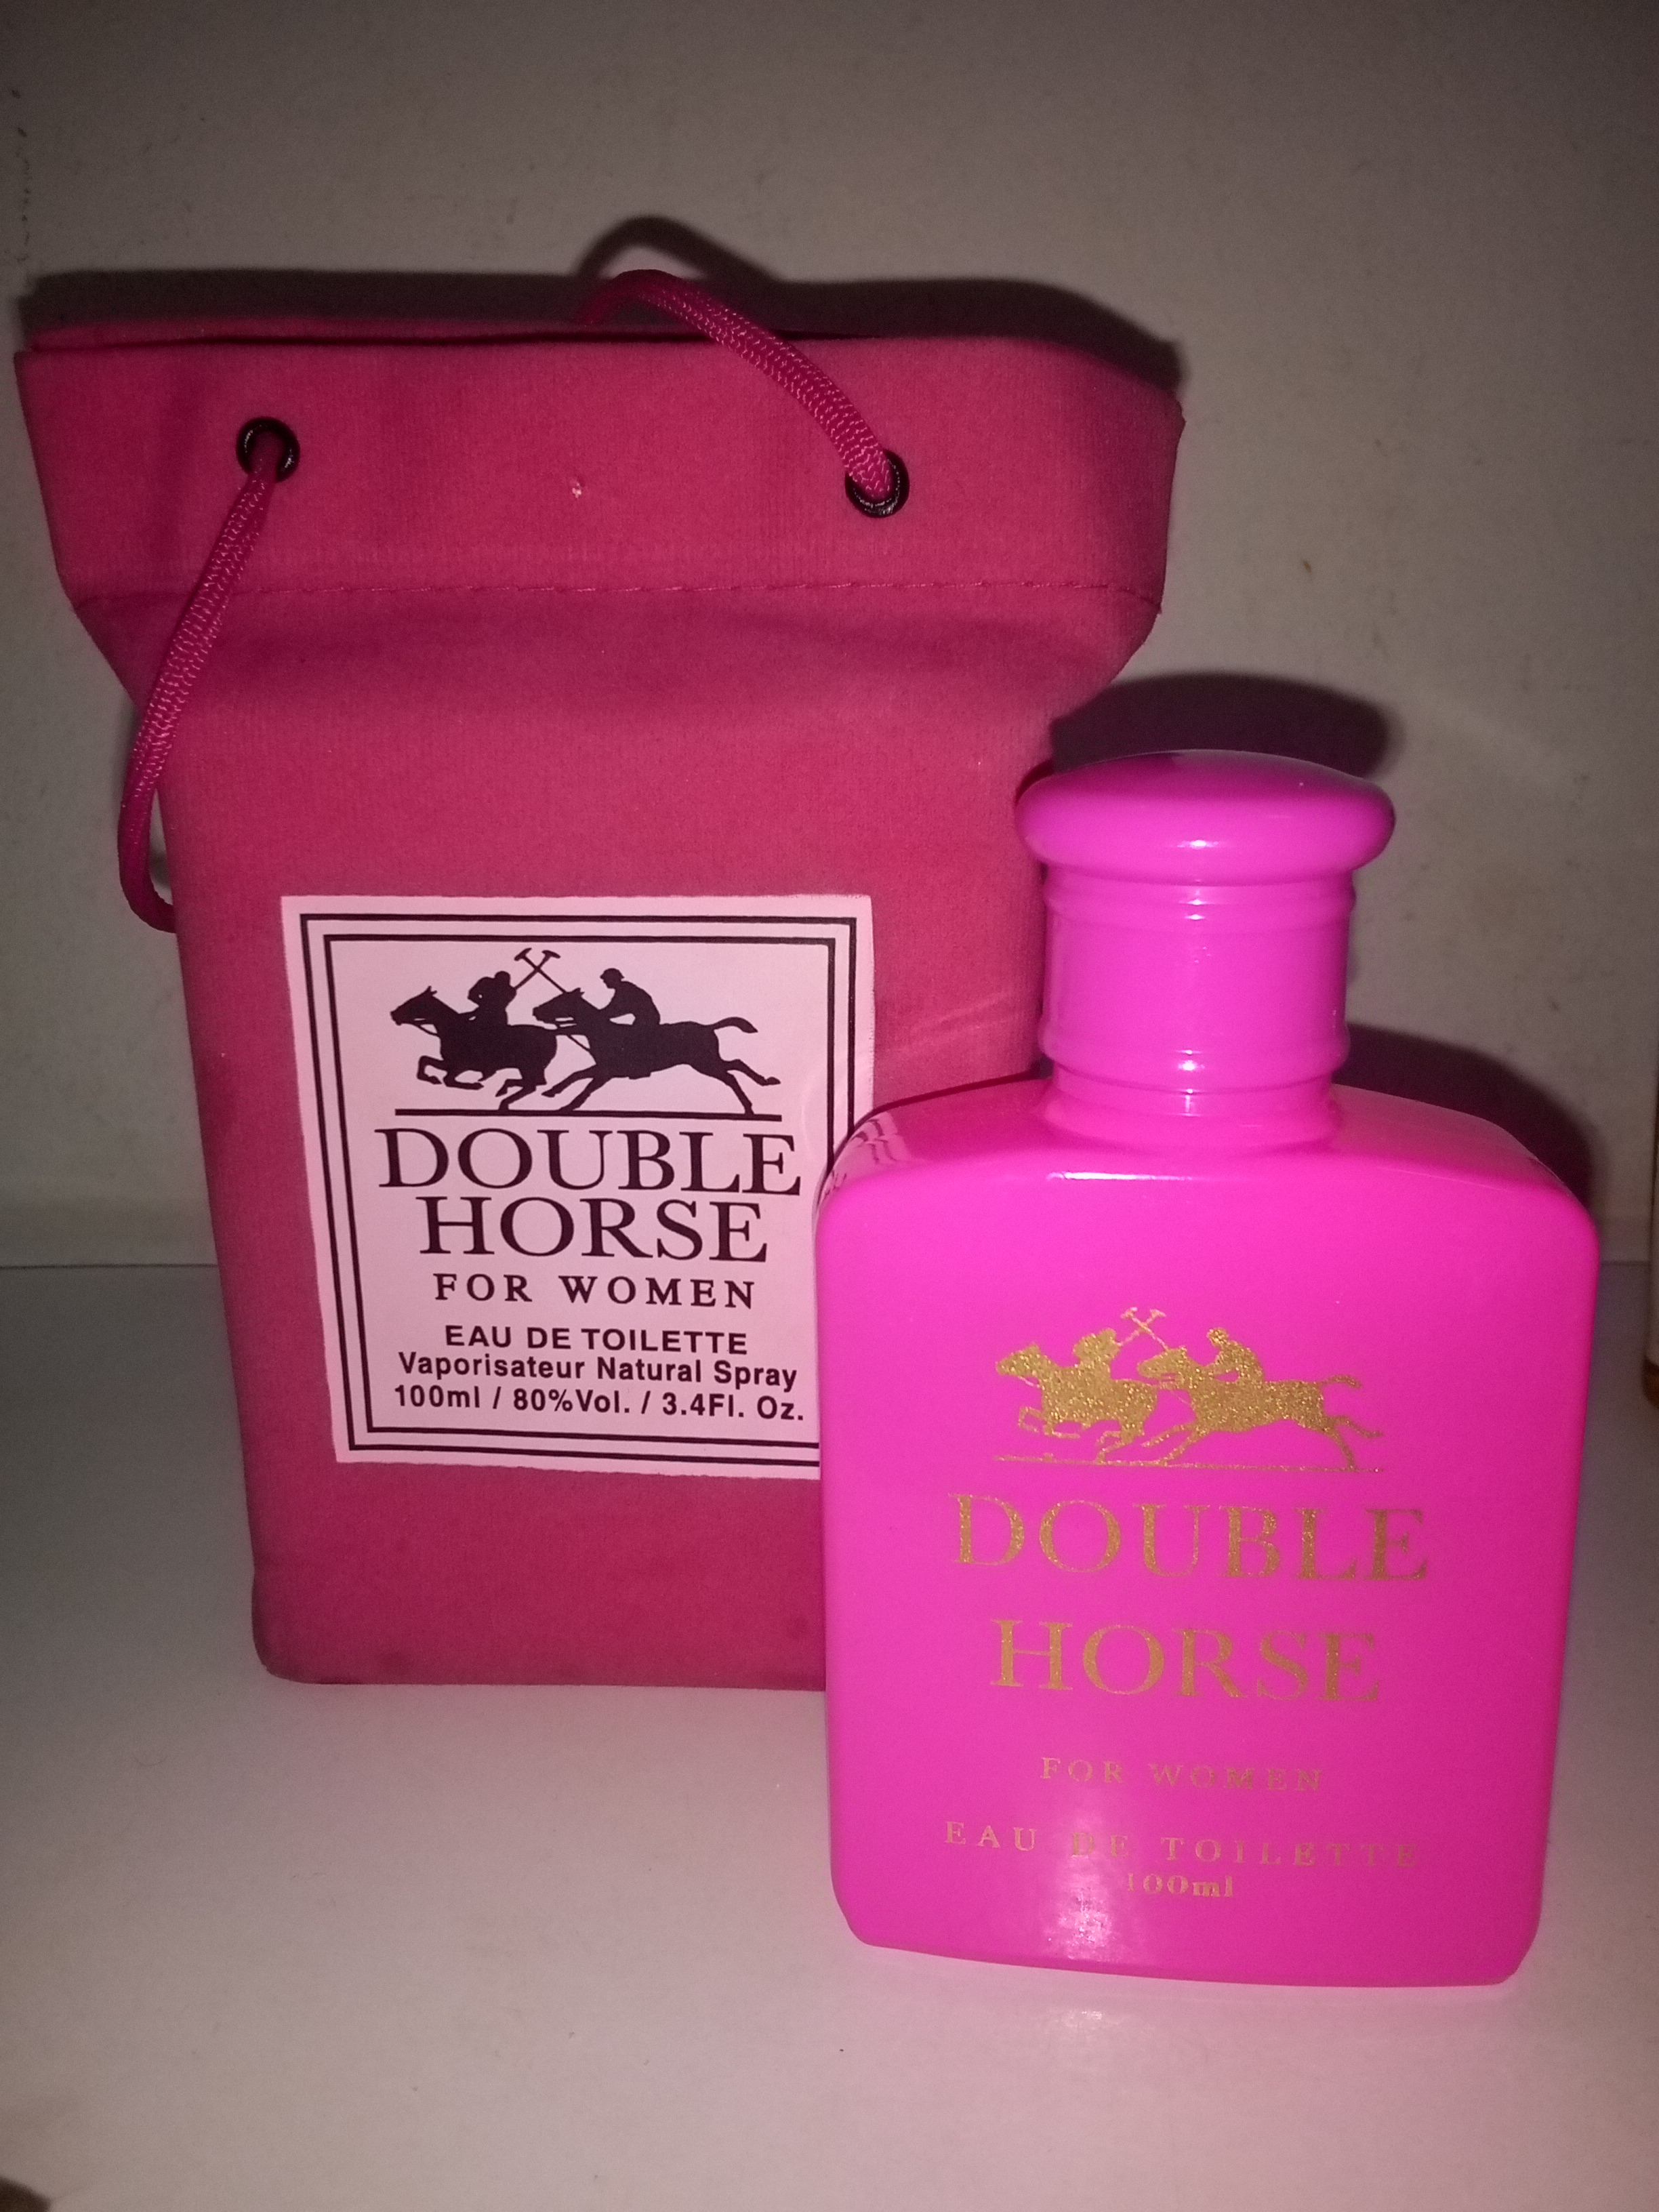 DOUBLE
HORSE
FOR WOMEN
EAU DE TOILETTE
Vaporisateur Natural Spray
100ml / 80%Vol. / 3.4Fl. Oz.
DOUBLE
HORSE
FOR WOMEN
EAU DE TOILETTE
100ml